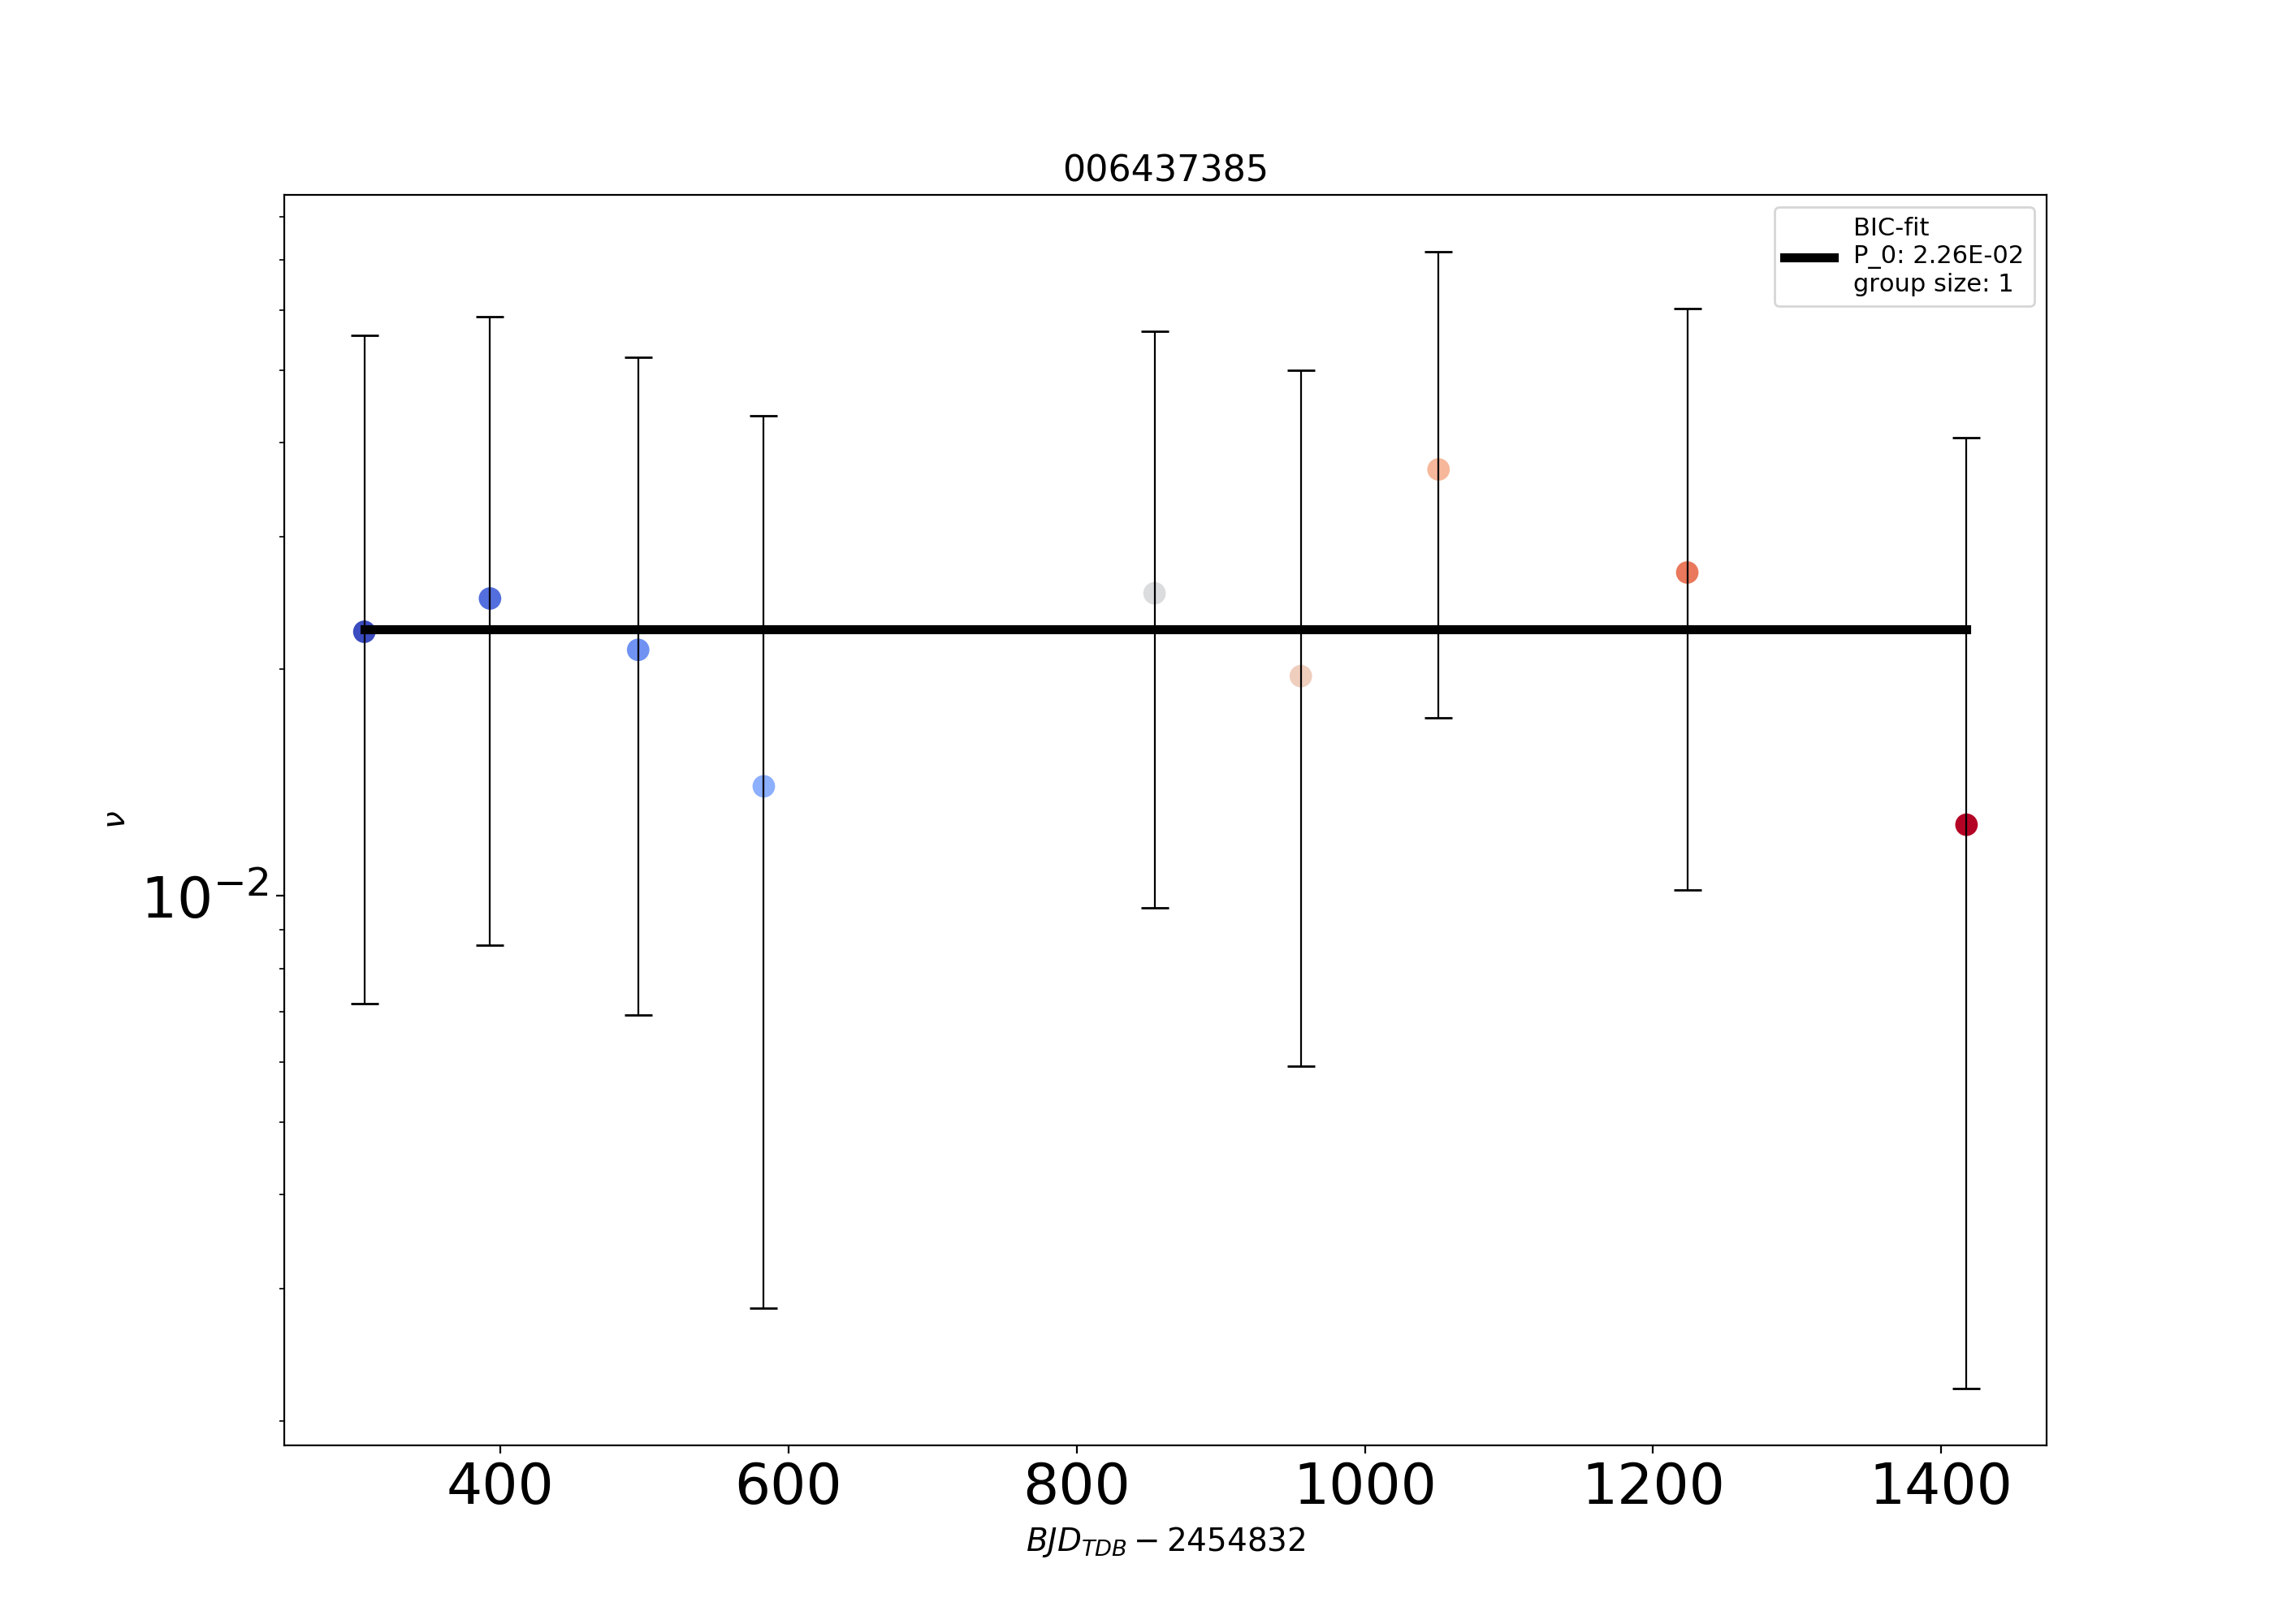 006437385
BIC-fit
P_0: 2.26E-02
group size: 1
ν
10⁻²
400 600 800 1000 1200 1400
BJD_TDB − 2454832